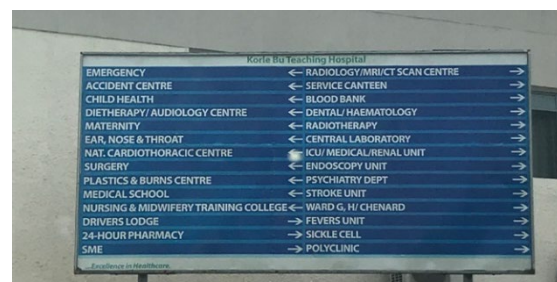 Korle Bu Teaching Hospital
EMERGENCY ← RADIOLOGY/MRI/CT SCAN CENTRE →
ACCIDENT CENTRE ← SERVICE CANTEEN →
CHILD HEALTH ← BLOOD BANK →
DIETHERAPY/ AUDIOLOGY CENTRE ← DENTAL/ HAEMATOLOGY →
MATERNITY ← RADIOTHERAPY →
EAR, NOSE & THROAT ← CENTRAL LABORATORY →
NAT. CARDIOTHORACIC CENTRE ICU/ MEDICAL/RENAL UNIT →
SURGERY ← ENDOSCOPY UNIT →
PLASTICS & BURNS CENTRE ← PSYCHIATRY DEPT →
MEDICAL SCHOOL ← STROKE UNIT →
NURSING & MIDWIFERY TRAINING COLLEGE ← WARD G, H/ CHENARD →
DRIVERS LODGE → FEVERS UNIT →
24-HOUR PHARMACY → SICKLE CELL →
SME → POLYCLINIC →
...Excellence in Healthcare.